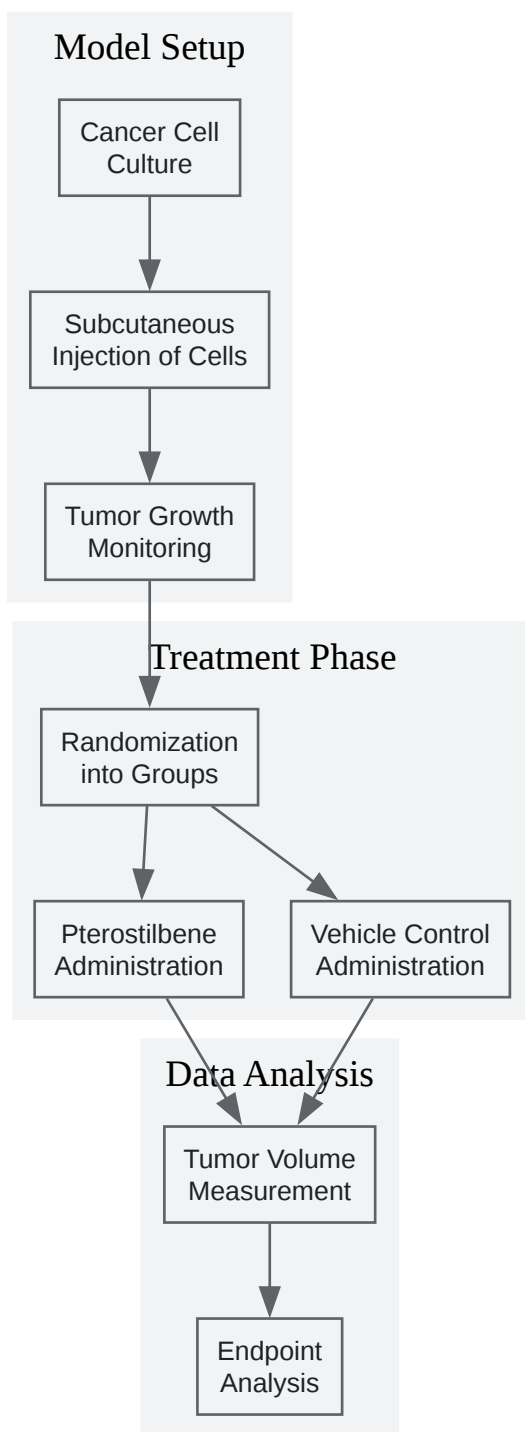 Model Setup
Cancer Cell
Culture
Subcutaneous
Injection of Cells
Tumor Growth
Monitoring
Treatment Phase
Randomization
into Groups
Pterostilbene
Administration
Vehicle Control
Administration
Data Analysis
Tumor Volume
Measurement
Endpoint
Analysis